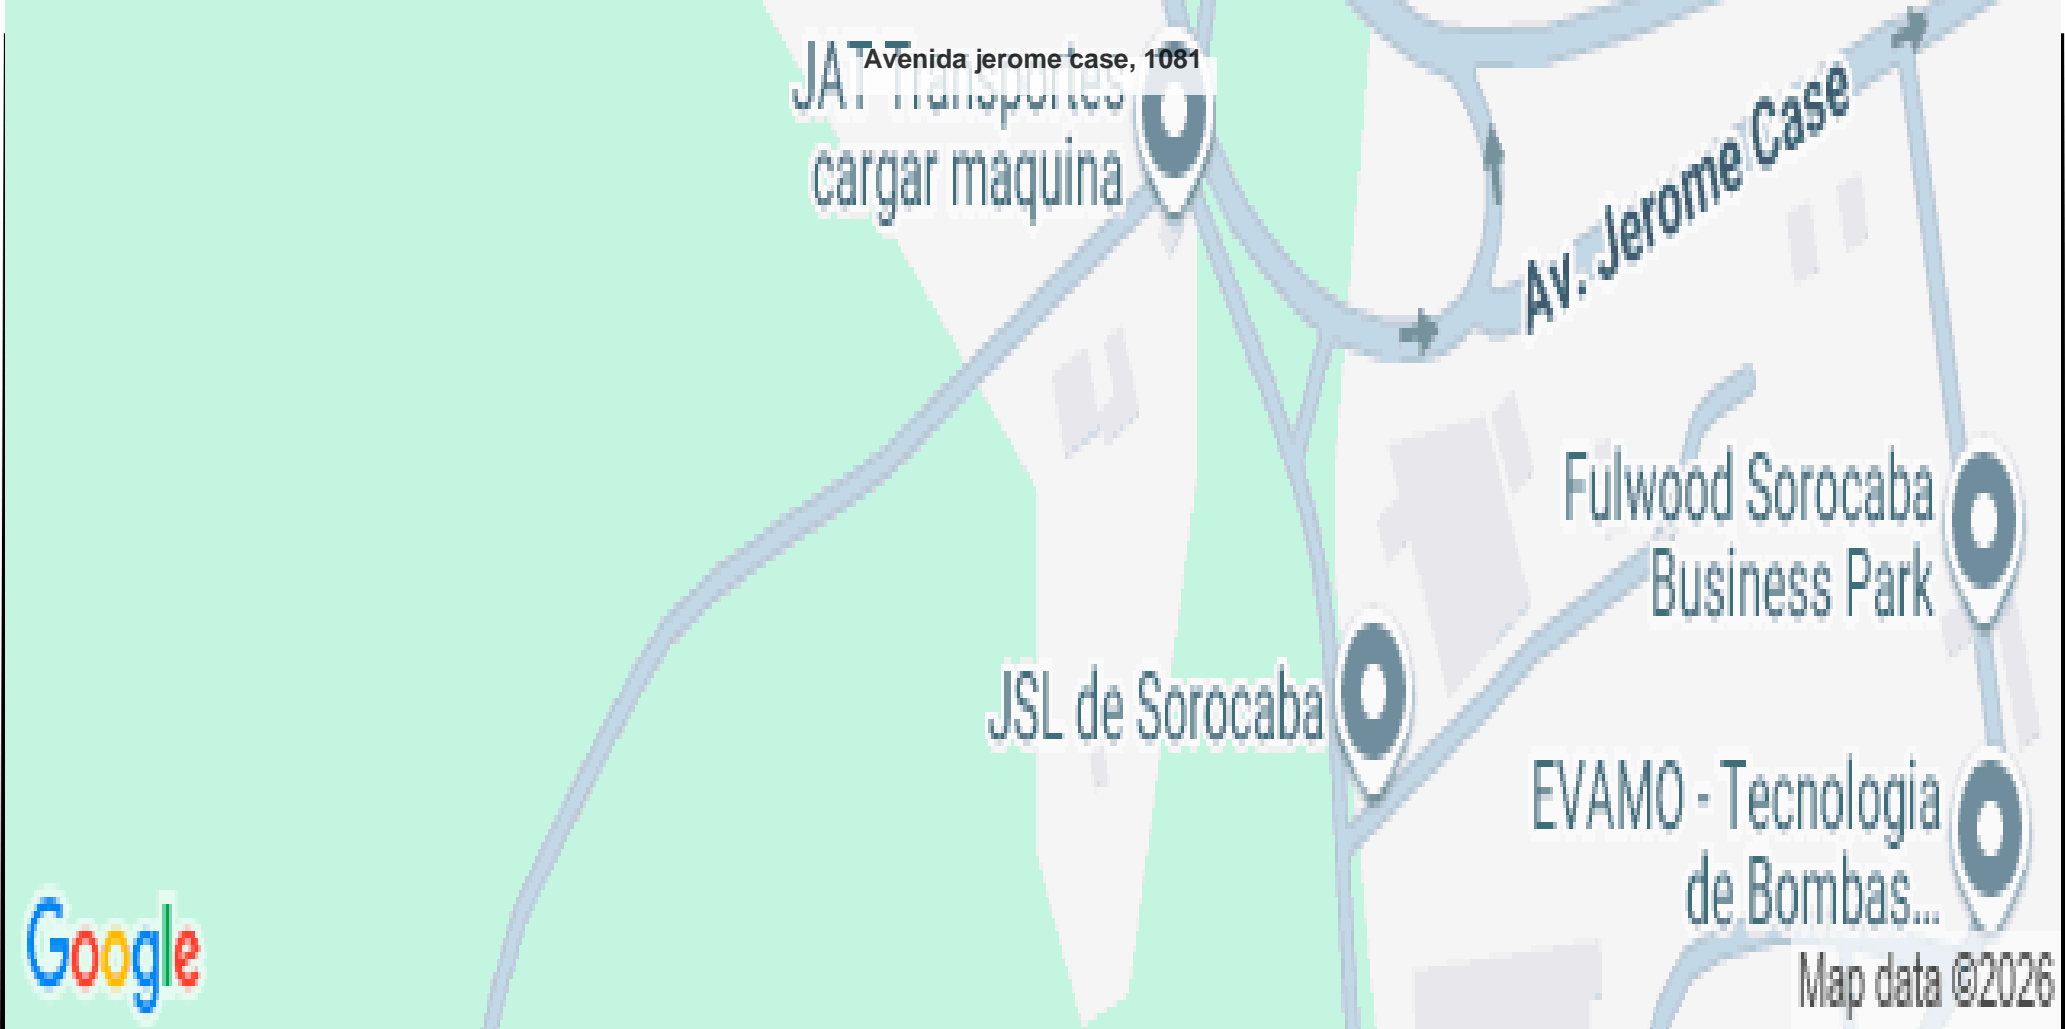 Avenida jerome case, 1081
JAT Transportes
cargar maquina
Av. Jerome Case
Fulwood Sorocaba
Business Park
JSL de Sorocaba
EVAMO - Tecnologia
de Bombas...
Google
Map data ©2026